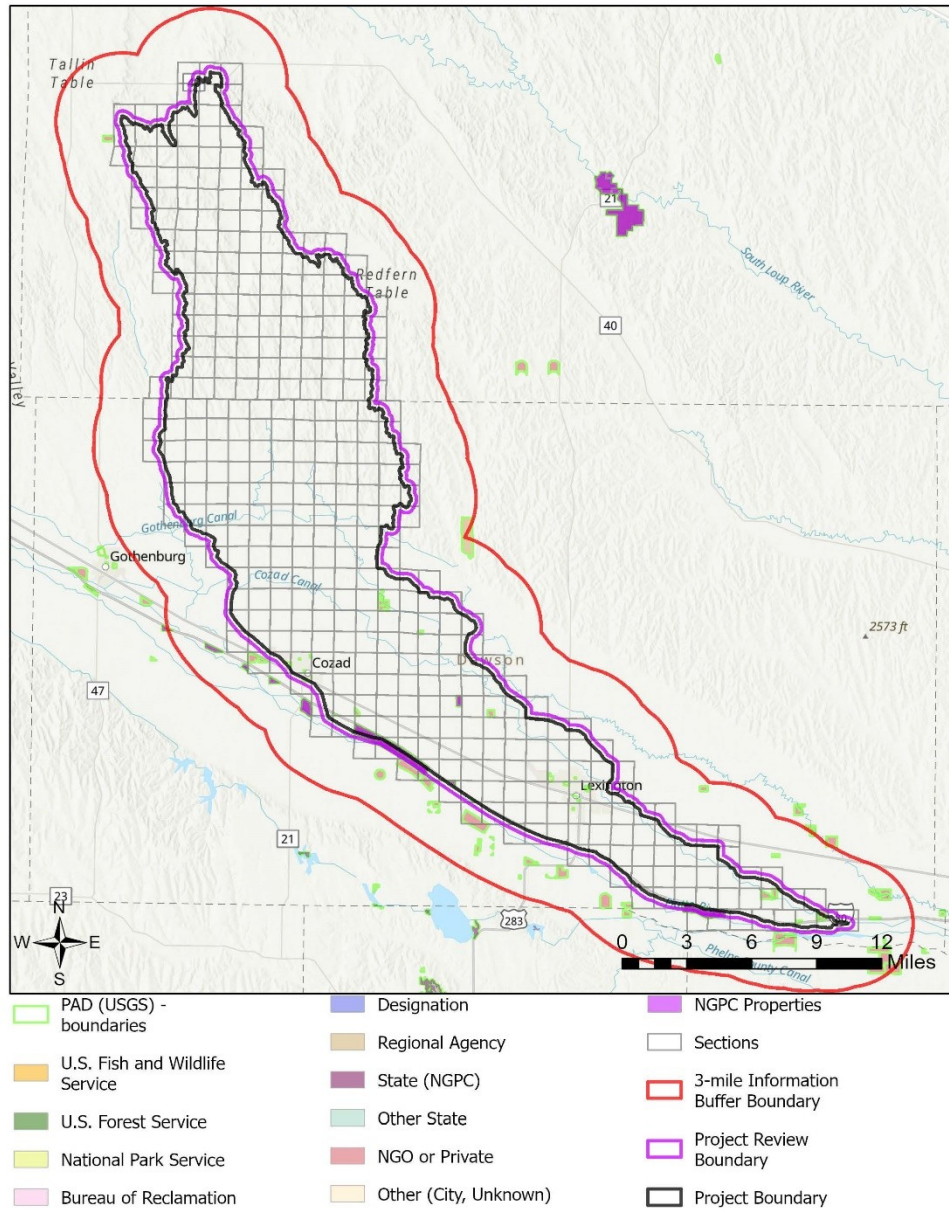 Tallin
Table
21
South Loup River
Redfern
Table
40
Valley
Gothenburg Canal
Gothenburg
Cozad Canal
2573 ft
Cozad
Dawson
47
Lexington
21
23
283
N
W
E
S
0
3
6
9
12
Miles
Phelps County Canal
PAD (USGS) -
boundaries
U.S. Fish and Wildlife
Service
U.S. Forest Service
National Park Service
Bureau of Reclamation
Designation
Regional Agency
State (NGPC)
Other State
NGO or Private
Other (City, Unknown)
NGPC Properties
Sections
3-mile Information
Buffer Boundary
Project Review
Boundary
Project Boundary